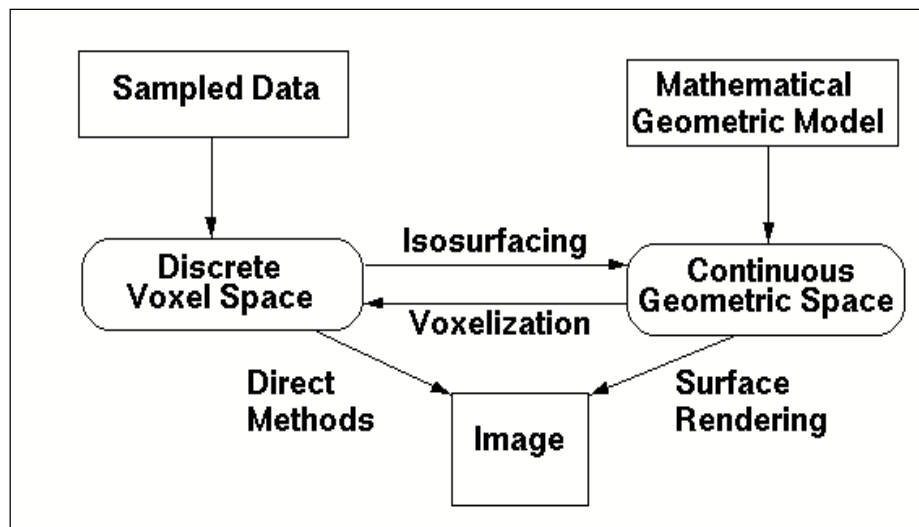 Sampled Data
Mathematical
Geometric Model
Isosurfacing
Discrete
Voxel Space
Continuous
Geometric Space
Voxelization
Direct
Methods
Surface
Rendering
Image